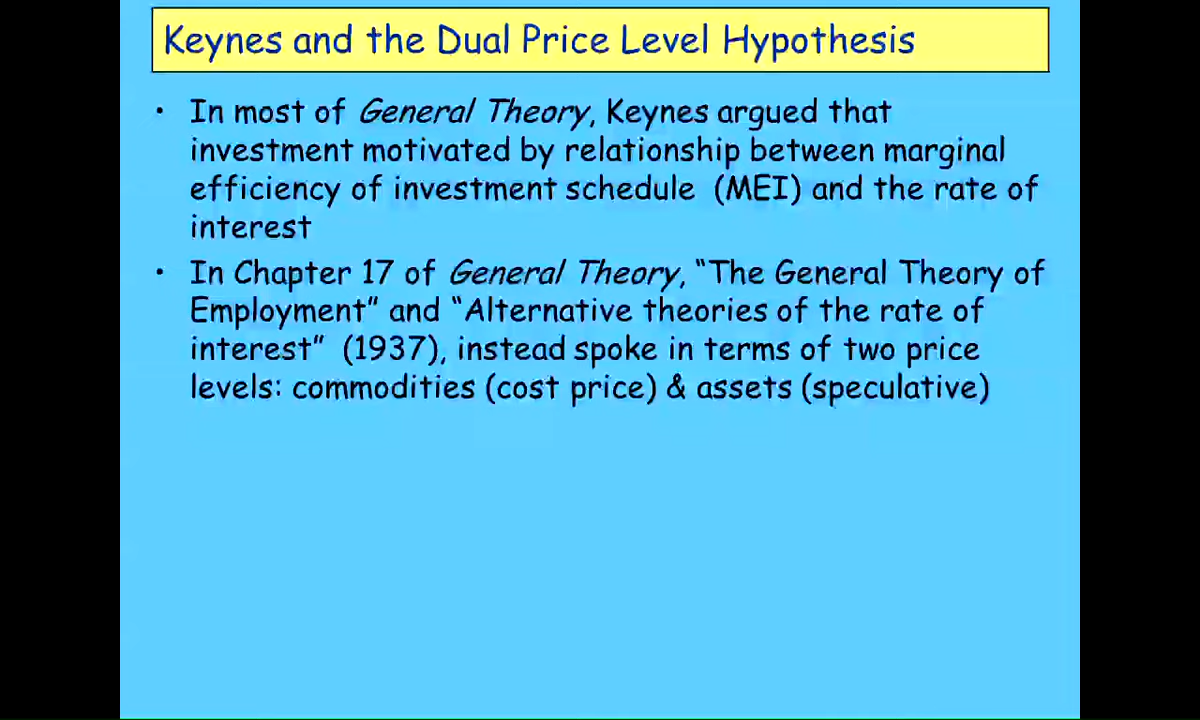 Keynes and the Dual Price Level Hypothesis
• In most of General Theory, Keynes argued that
investment motivated by relationship between marginal
efficiency of investment schedule (MEI) and the rate of
interest
• In Chapter 17 of General Theory, “The General Theory of
Employment” and “Alternative theories of the rate of
interest” (1937), instead spoke in terms of two price
levels: commodities (cost price) & assets (speculative)